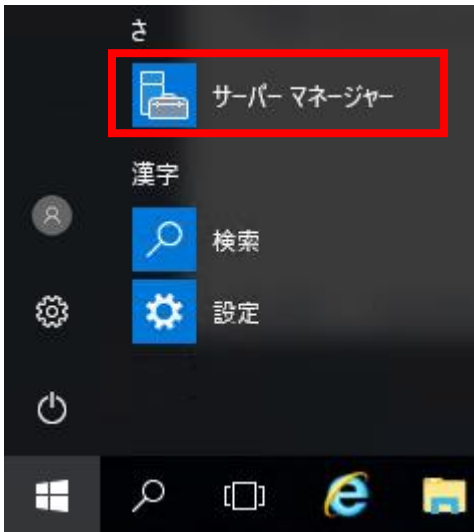 さ
サーバー マネージャー
漢字
検索
設定